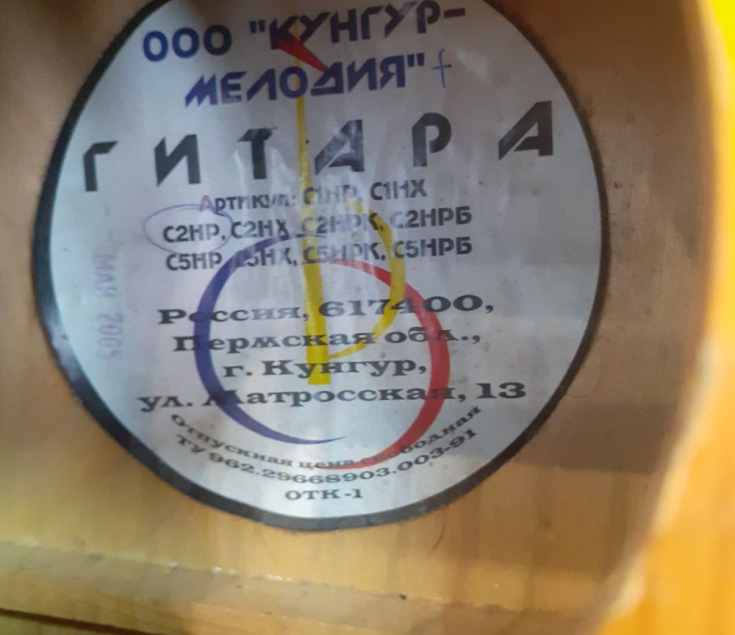 ООО "КУНГУР-
МЕЛОДИЯ"
ГИТАРА
Артикул: С1НР, С1НХ
С2НР, С2НХ, С2НРК, С2НРБ
С5НР, С5НХ, С5НРК, С5НРБ
Россия, 617400,
Пермская обл.,
г. Кунгур,
ул. Матросская, 13
Отпускная цена свободная
ТУ 962.29668903.003-91
ОТК-1
МАЙ 2005